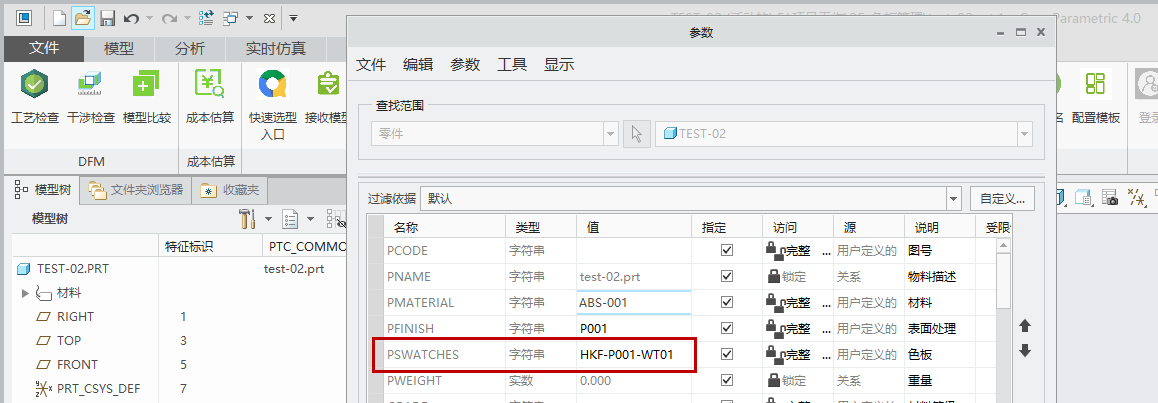 Parametric 4.0
参数
文件 模型 分析 实时仿真
文件 编辑 参数 工具 显示
工艺检查 干涉检查 模型比较 成本估算 快速选型入口 接收模型 配置模板
DFM 成本估算
查找范围
零件 TEST-02
模型树 文件夹浏览器 收藏夹
过滤依据 默认 自定义...
模型树
特征标识 PTC_COMMO
名称 类型 值 指定 访问 源 说明 受限
TEST-02.PRT test-02.prt
材料
RIGHT 1
TOP 3
FRONT 5
PRT_CSYS_DEF 7
PCODE 字符串 完整 ... 用户定义的 图号
PNAME 字符串 test-02.prt 锁定 关系 物料描述
PMATERIAL 字符串 ABS-001 完整 ... 用户定义的 材料
PFINISH 字符串 P001 完整 ... 用户定义的 表面处理
PSWATCHES 字符串 HKF-P001-WT01 完整 ... 用户定义的 色板
PWEIGHT 实数 0.000 锁定 关系 重量